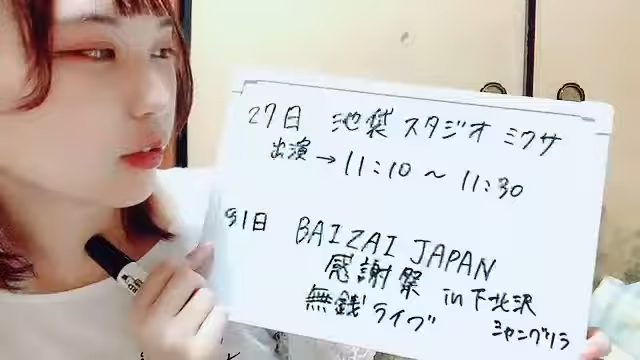 27日 池袋 スタジオ ミクサ
出演→11:10〜11:30
31日 BAIZAI JAPAN
感謝祭 in下北沢
無銭ライブ シャングリラ